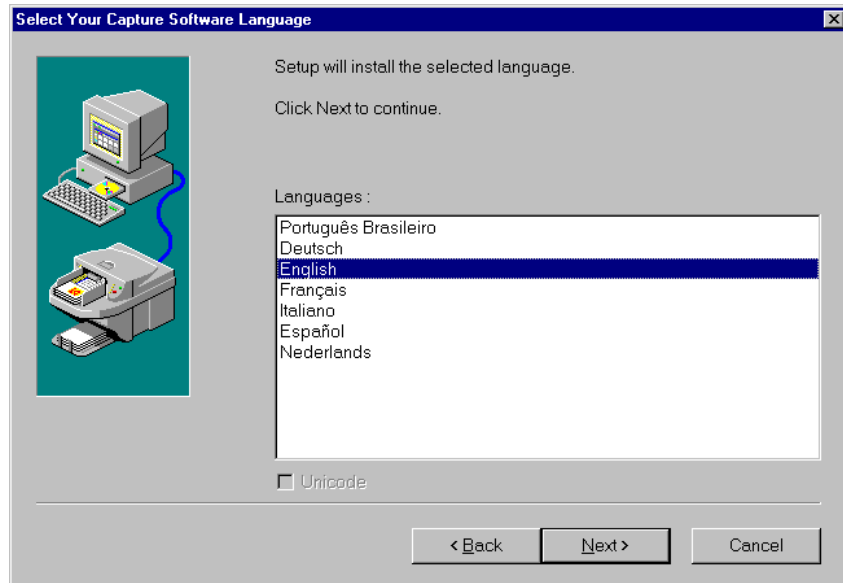 Select Your Capture Software Language
Setup will install the selected language.
Click Next to continue.
Languages :
Português Brasileiro
Deutsch
English
Français
Italiano
Español
Nederlands
Unicode
< Back
Next >
Cancel